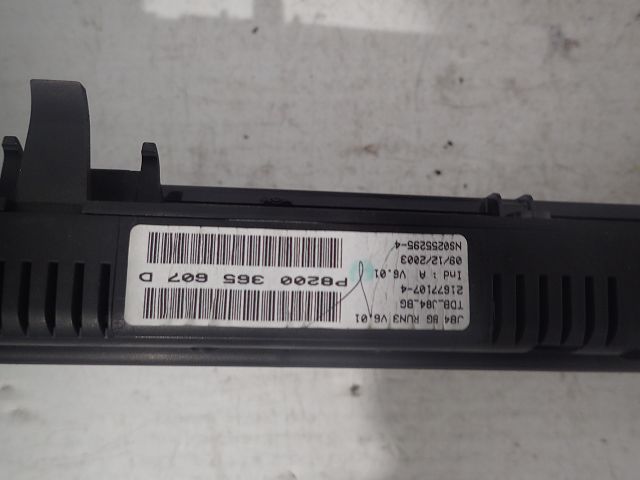 J84 BG RUN3 V6.01
TDB_J84_BG
21677107-4
Ind : A V6.01
09/12/2003
NS0255295-4
P8200 365 607 D